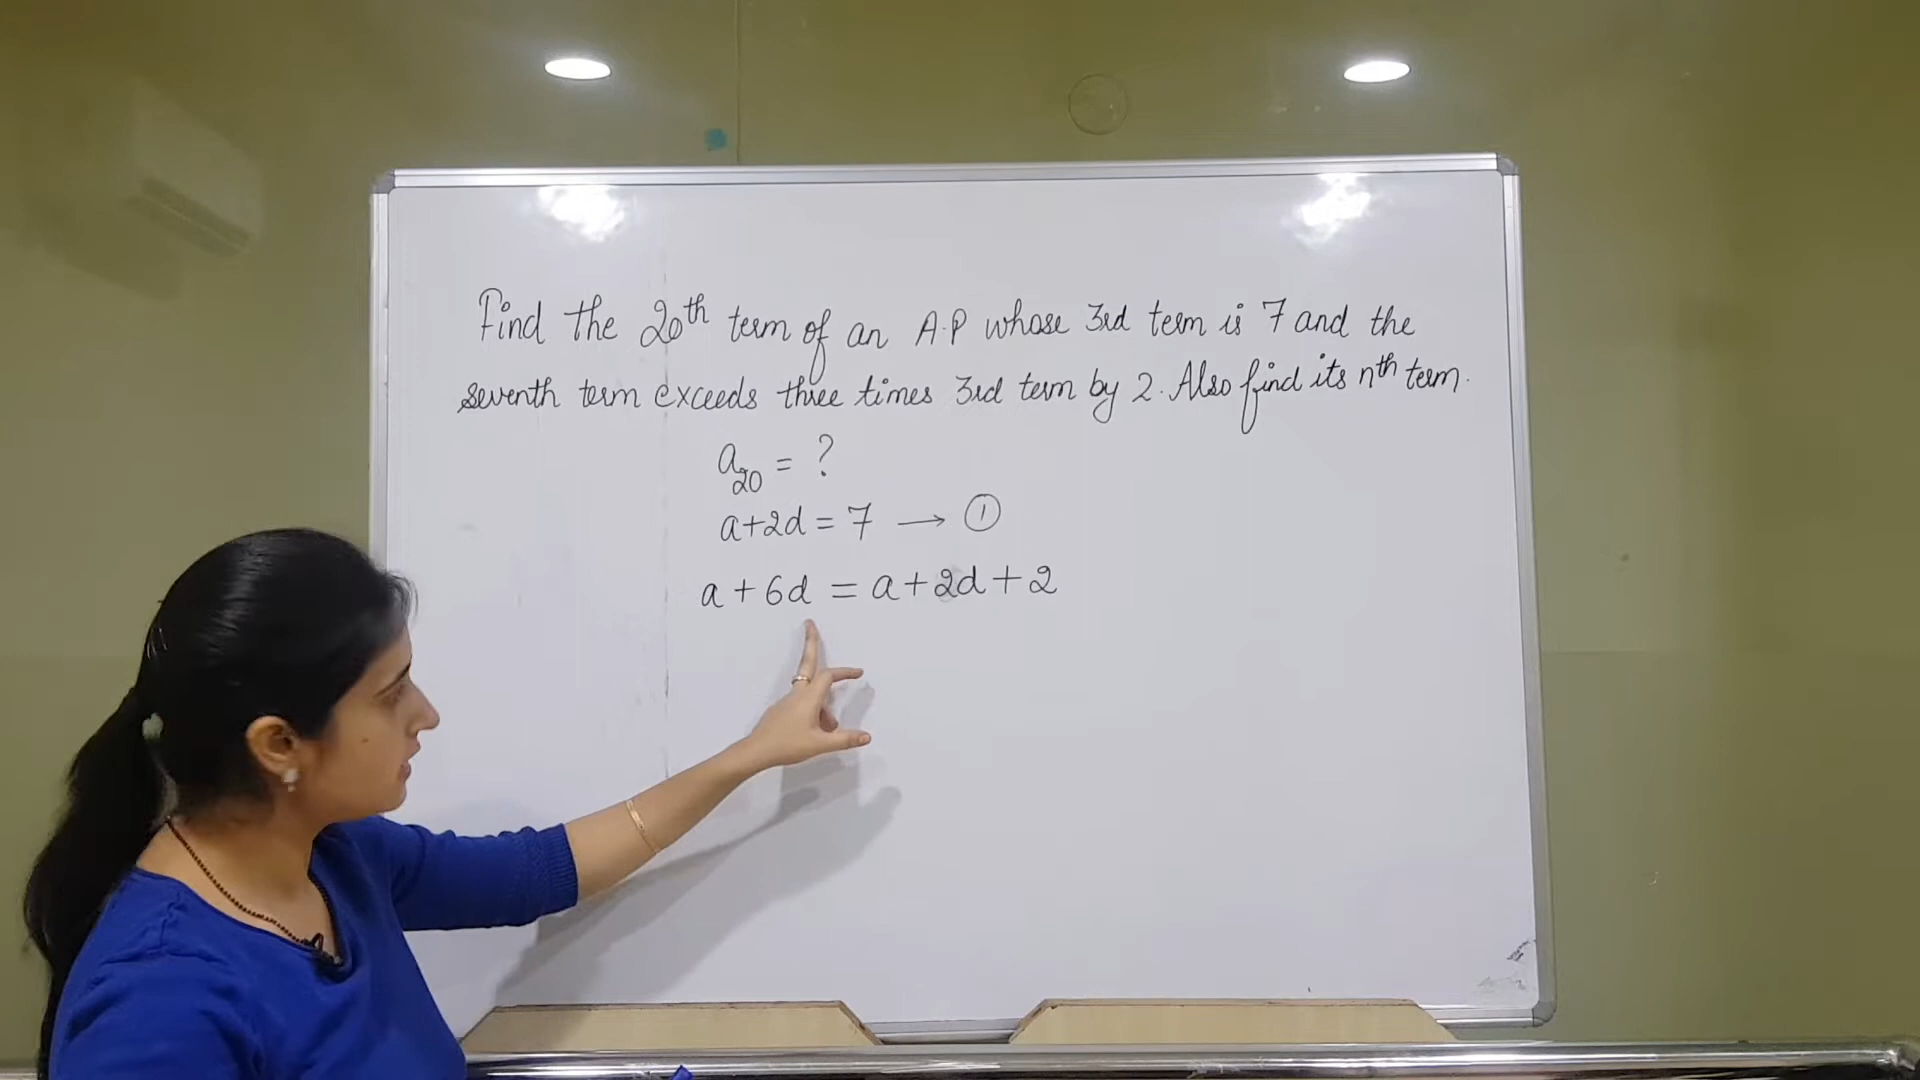 Find the 20th term of an A.P whose 3rd term is 7 and the
seventh term exceeds three times 3rd term by 2. Also find its nth term.
a20 = ?
a+2d = 7 → ①
a + 6d = a + 2d + 2